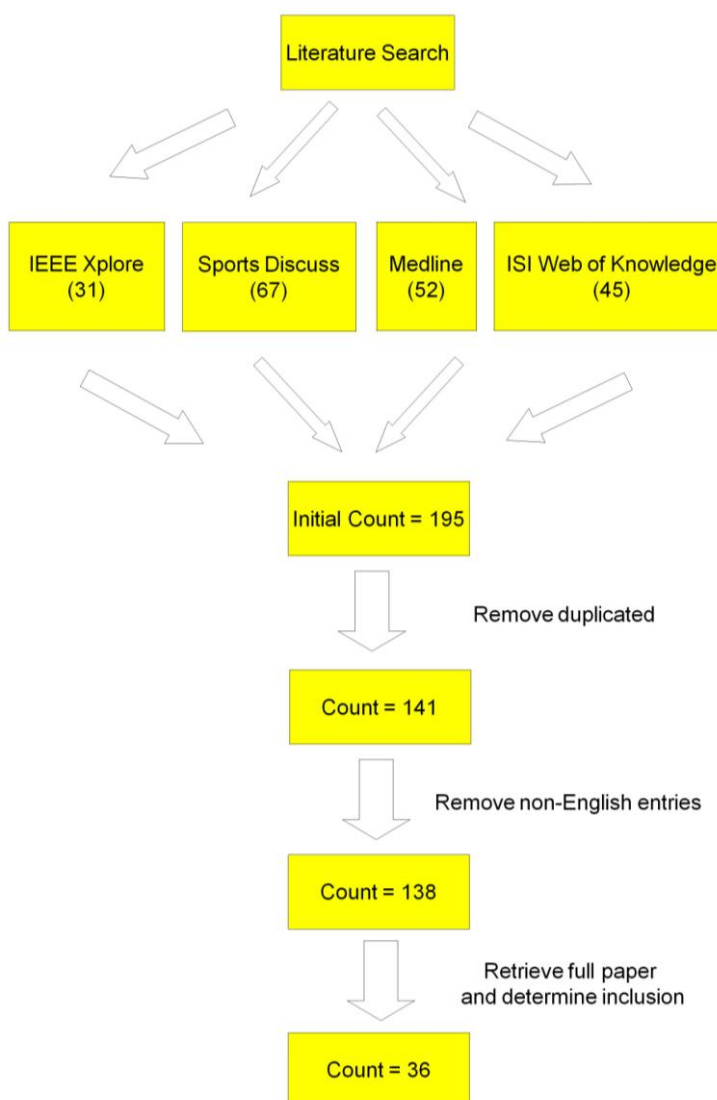 Literature Search
IEEE Xplore
(31)
Sports Discuss
(67)
Medline
(52)
ISI Web of Knowledge
(45)
Initial Count = 195
Remove duplicated
Count = 141
Remove non-English entries
Count = 138
Retrieve full paper
and determine inclusion
Count = 36